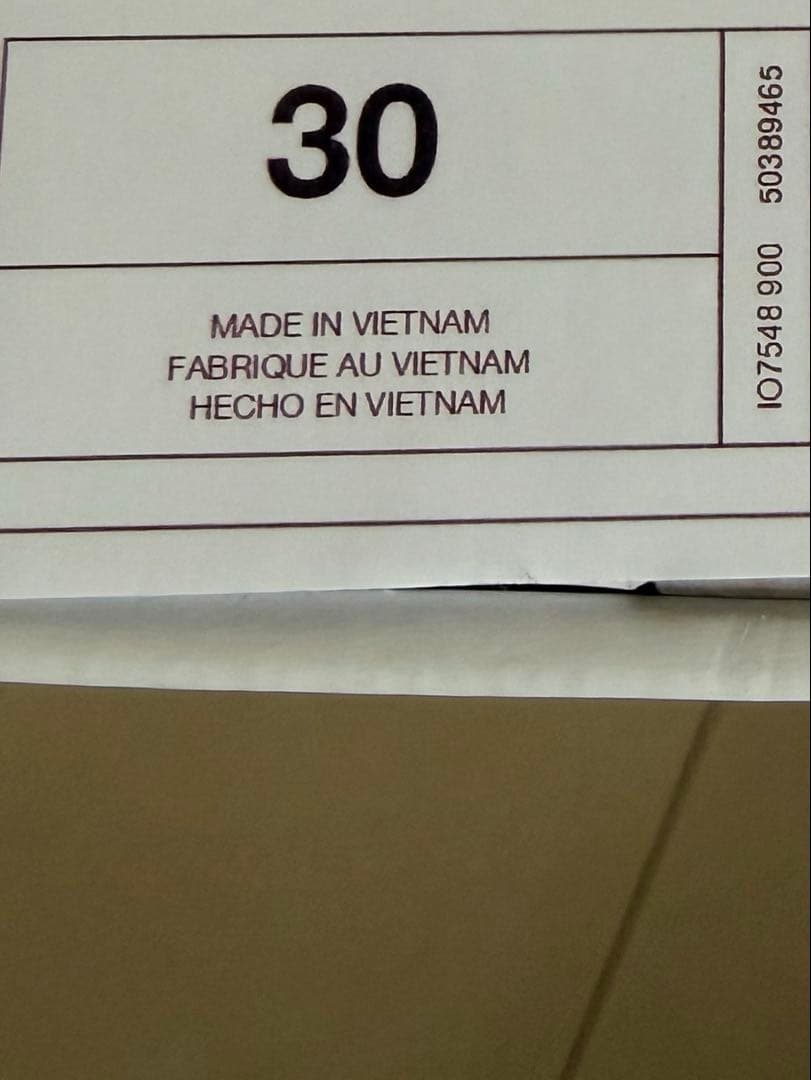 30
MADE IN VIETNAM
FABRIQUE AU VIETNAM
HECHO EN VIETNAM
IO7548 900 50389465